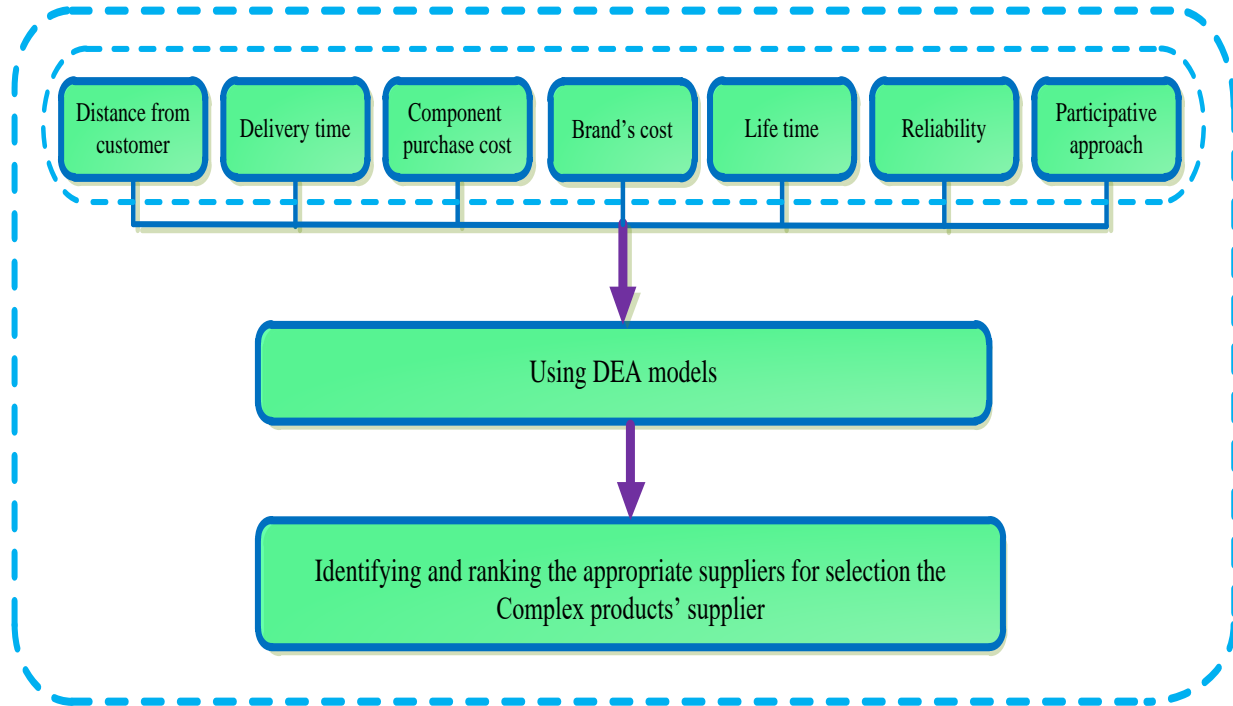 Distance from
customer
Delivery time
Component
purchase cost
Brand’s cost
Life time
Reliability
Participative
approach
Using DEA models
Identifying and ranking the appropriate suppliers for selection the
Complex products’ supplier